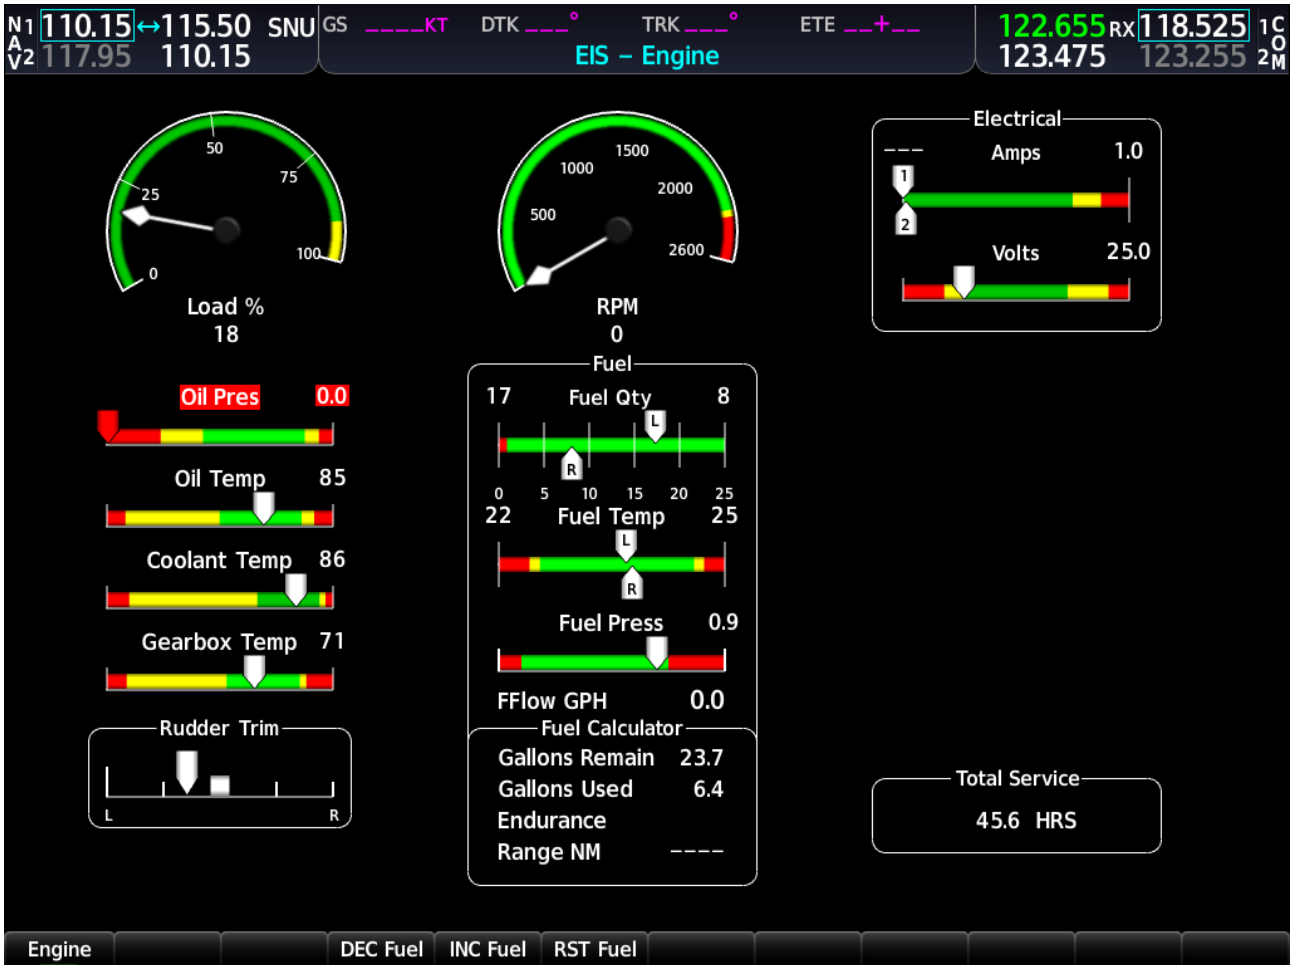 N 1 110.15 ↔ 115.50 SNU GS ____KT DTK ___° TRK ___° ETE __+__ 122.655 RX 118.525 1 C
A
V 2 117.95 110.15 EIS – Engine 123.475 123.255 2 O M
50
25
75
0
100
Load %
18
1500
1000
2000
500
2600
RPM
0
Electrical
--- Amps 1.0
1
2
Volts 25.0
Oil Pres 0.0
Oil Temp 85
Coolant Temp 86
Gearbox Temp 71
Rudder Trim
L R
Fuel
17 Fuel Qty 8
L
R
0 5 10 15 20 25
22 Fuel Temp 25
L
R
Fuel Press 0.9
FFlow GPH 0.0
Fuel Calculator
Gallons Remain 23.7
Gallons Used 6.4
Endurance
Range NM ----
Total Service
45.6 HRS
Engine DEC Fuel INC Fuel RST Fuel